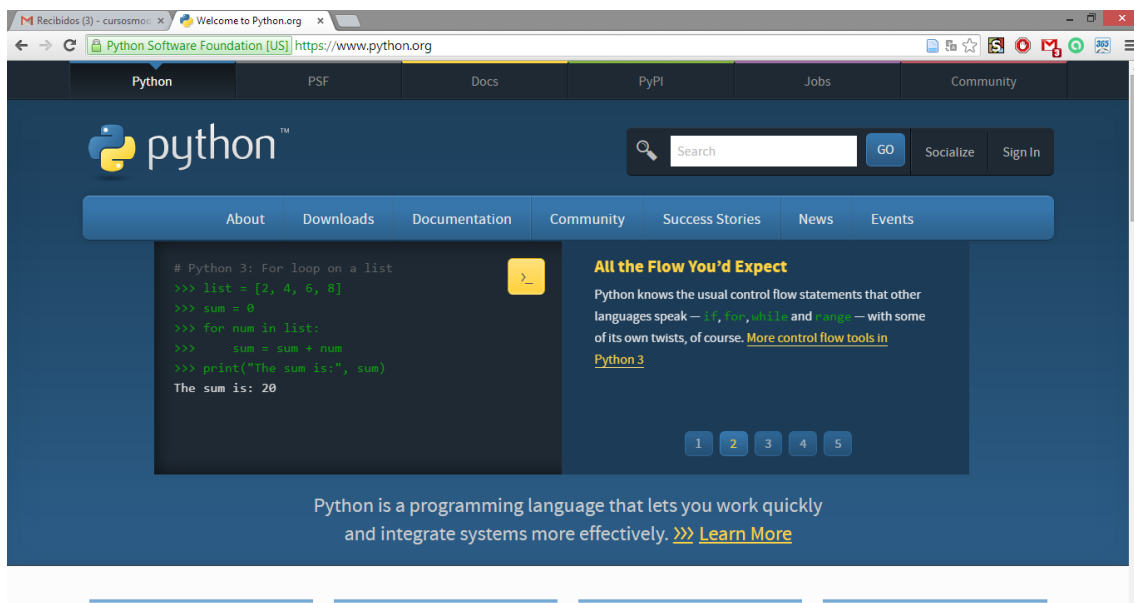 Recibidos (3) - cursosmoc
Welcome to Python.org
Python Software Foundation [US] https://www.python.org
Python PSF Docs PyPI Jobs Community
python™
Search GO Socialize Sign In
About Downloads Documentation Community Success Stories News Events
# Python 3: For loop on a list
>>> list = [2, 4, 6, 8]
>>> sum = 0
>>> for num in list:
>>>     sum = sum + num
>>> print("The sum is:", sum)
The sum is: 20
>_
All the Flow You’d Expect
Python knows the usual control flow statements that other
languages speak — if, for, while and range — with some
of its own twists, of course. More control flow tools in
Python 3
1 2 3 4 5
Python is a programming language that lets you work quickly
and integrate systems more effectively. >>> Learn More